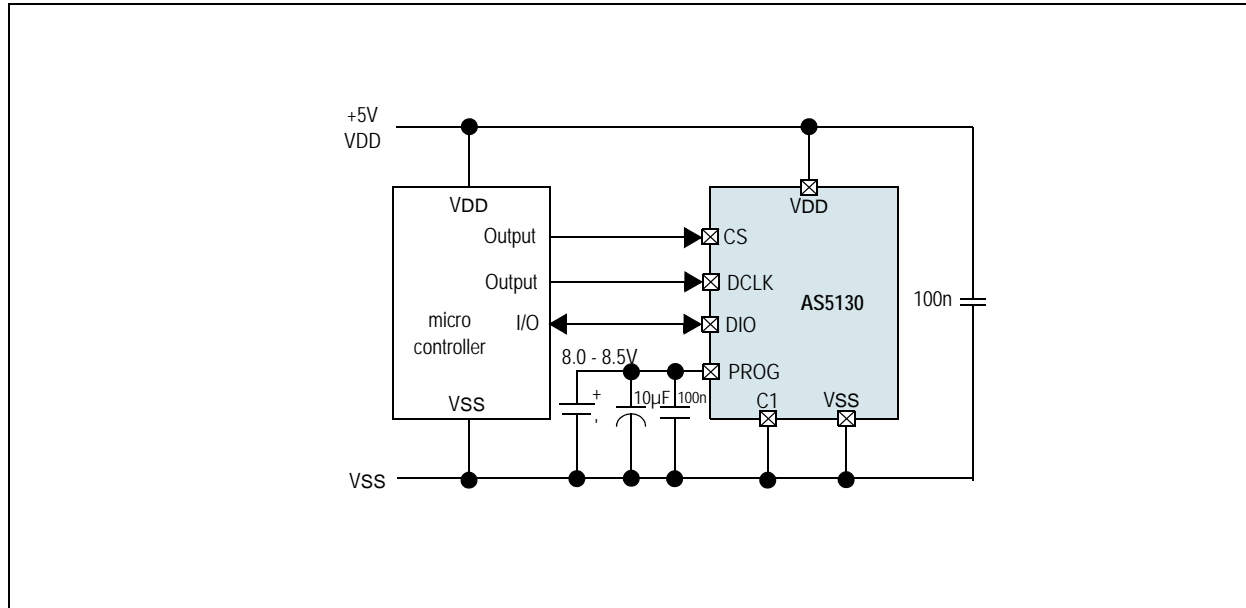 +5V
VDD
VDD
Output
Output
I/O
micro
controller
VSS
VDD
CS
DCLK
DIO
PROG
AS5130
C1
VSS
100n
8.0 - 8.5V
+
-
10µF
100n
VSS